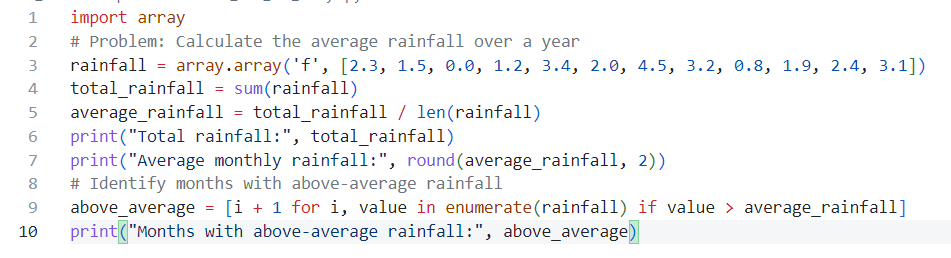 1 import array
2 # Problem: Calculate the average rainfall over a year
3 rainfall = array.array('f', [2.3, 1.5, 0.0, 1.2, 3.4, 2.0, 4.5, 3.2, 0.8, 1.9, 2.4, 3.1])
4 total_rainfall = sum(rainfall)
5 average_rainfall = total_rainfall / len(rainfall)
6 print("Total rainfall:", total_rainfall)
7 print("Average monthly rainfall:", round(average_rainfall, 2))
8 # Identify months with above-average rainfall
9 above_average = [i + 1 for i, value in enumerate(rainfall) if value > average_rainfall]
10 print("Months with above-average rainfall:", above_average)